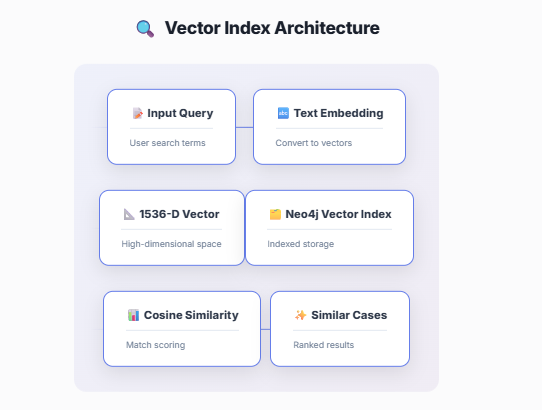 Vector Index Architecture
Input Query
User search terms
Text Embedding
Convert to vectors
1536-D Vector
High-dimensional space
Neo4j Vector Index
Indexed storage
Cosine Similarity
Match scoring
Similar Cases
Ranked results